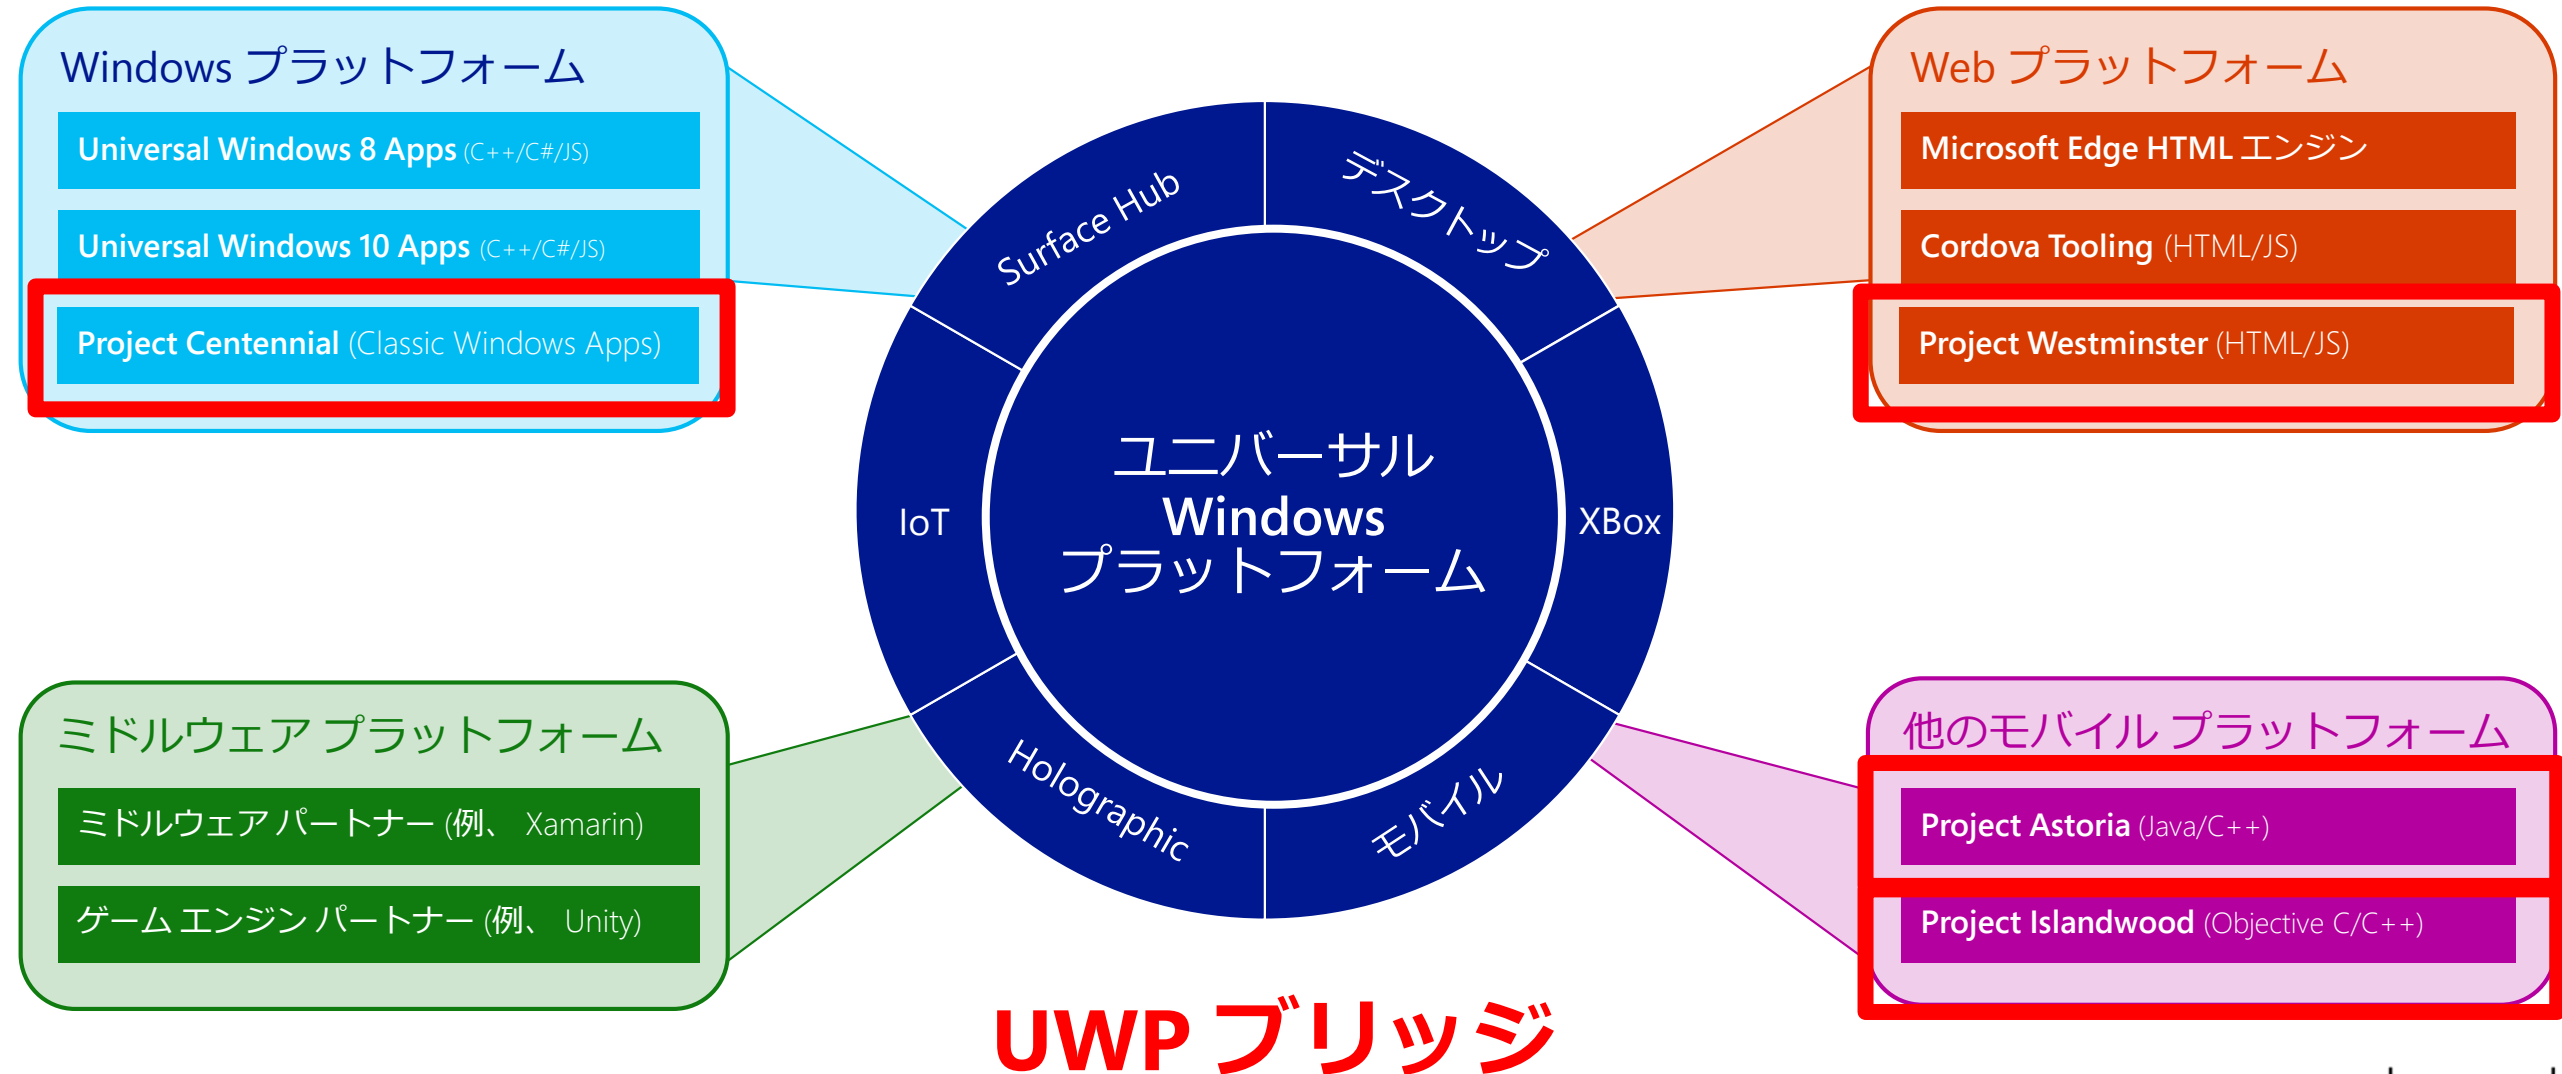 Windows プラットフォーム
Universal Windows 8 Apps (C++/C#/JS)
Universal Windows 10 Apps (C++/C#/JS)
Project Centennial (Classic Windows Apps)
Web プラットフォーム
Microsoft Edge HTML エンジン
Cordova Tooling (HTML/JS)
Project Westminster (HTML/JS)
Surface Hub
デスクトップ
IoT
XBox
Holographic
モバイル
ユニバーサル
Windows
プラットフォーム
ミドルウェア プラットフォーム
ミドルウェア パートナー (例、 Xamarin)
ゲーム エンジン パートナー (例、 Unity)
他のモバイル プラットフォーム
Project Astoria (Java/C++)
Project Islandwood (Objective C/C++)
UWP ブリッジ